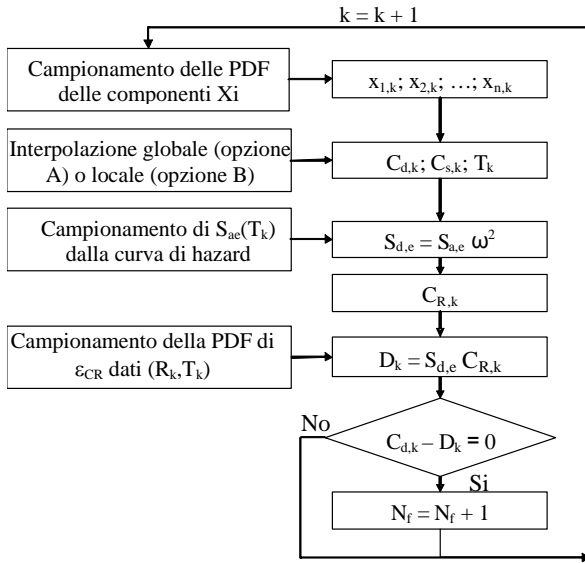 k = k + 1
Campionamento delle PDF
delle componenti Xi
x1,k; x2,k; …; xn,k
Interpolazione globale (opzione
A) o locale (opzione B)
Cd,k; Cs,k; Tk
Campionamento di Sae(Tk)
dalla curva di hazard
Sd,e = Sa,e ω²
CR,k
Campionamento della PDF di
εCR dati (Rk,Tk)
Dk = Sd,e CR,k
No
Cd,k – Dk = 0
Si
Nf = Nf + 1